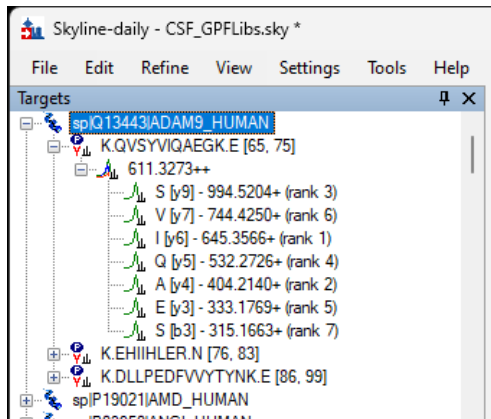 Skyline-daily - CSF_GPFLibs.sky *
File Edit Refine View Settings Tools Help
Targets
sp|Q13443|ADAM9_HUMAN
K.QVSYVIQAEGK.E [65, 75]
611.3273++
S [y9] - 994.5204+ (rank 3)
V [y7] - 744.4250+ (rank 6)
I [y6] - 645.3566+ (rank 1)
Q [y5] - 532.2726+ (rank 4)
A [y4] - 404.2140+ (rank 2)
E [y3] - 333.1769+ (rank 5)
S [b3] - 315.1663+ (rank 7)
K.EHIIHLER.N [76, 83]
K.DLLPEDFVVYTYNK.E [86, 99]
sp|P19021|AMD_HUMAN